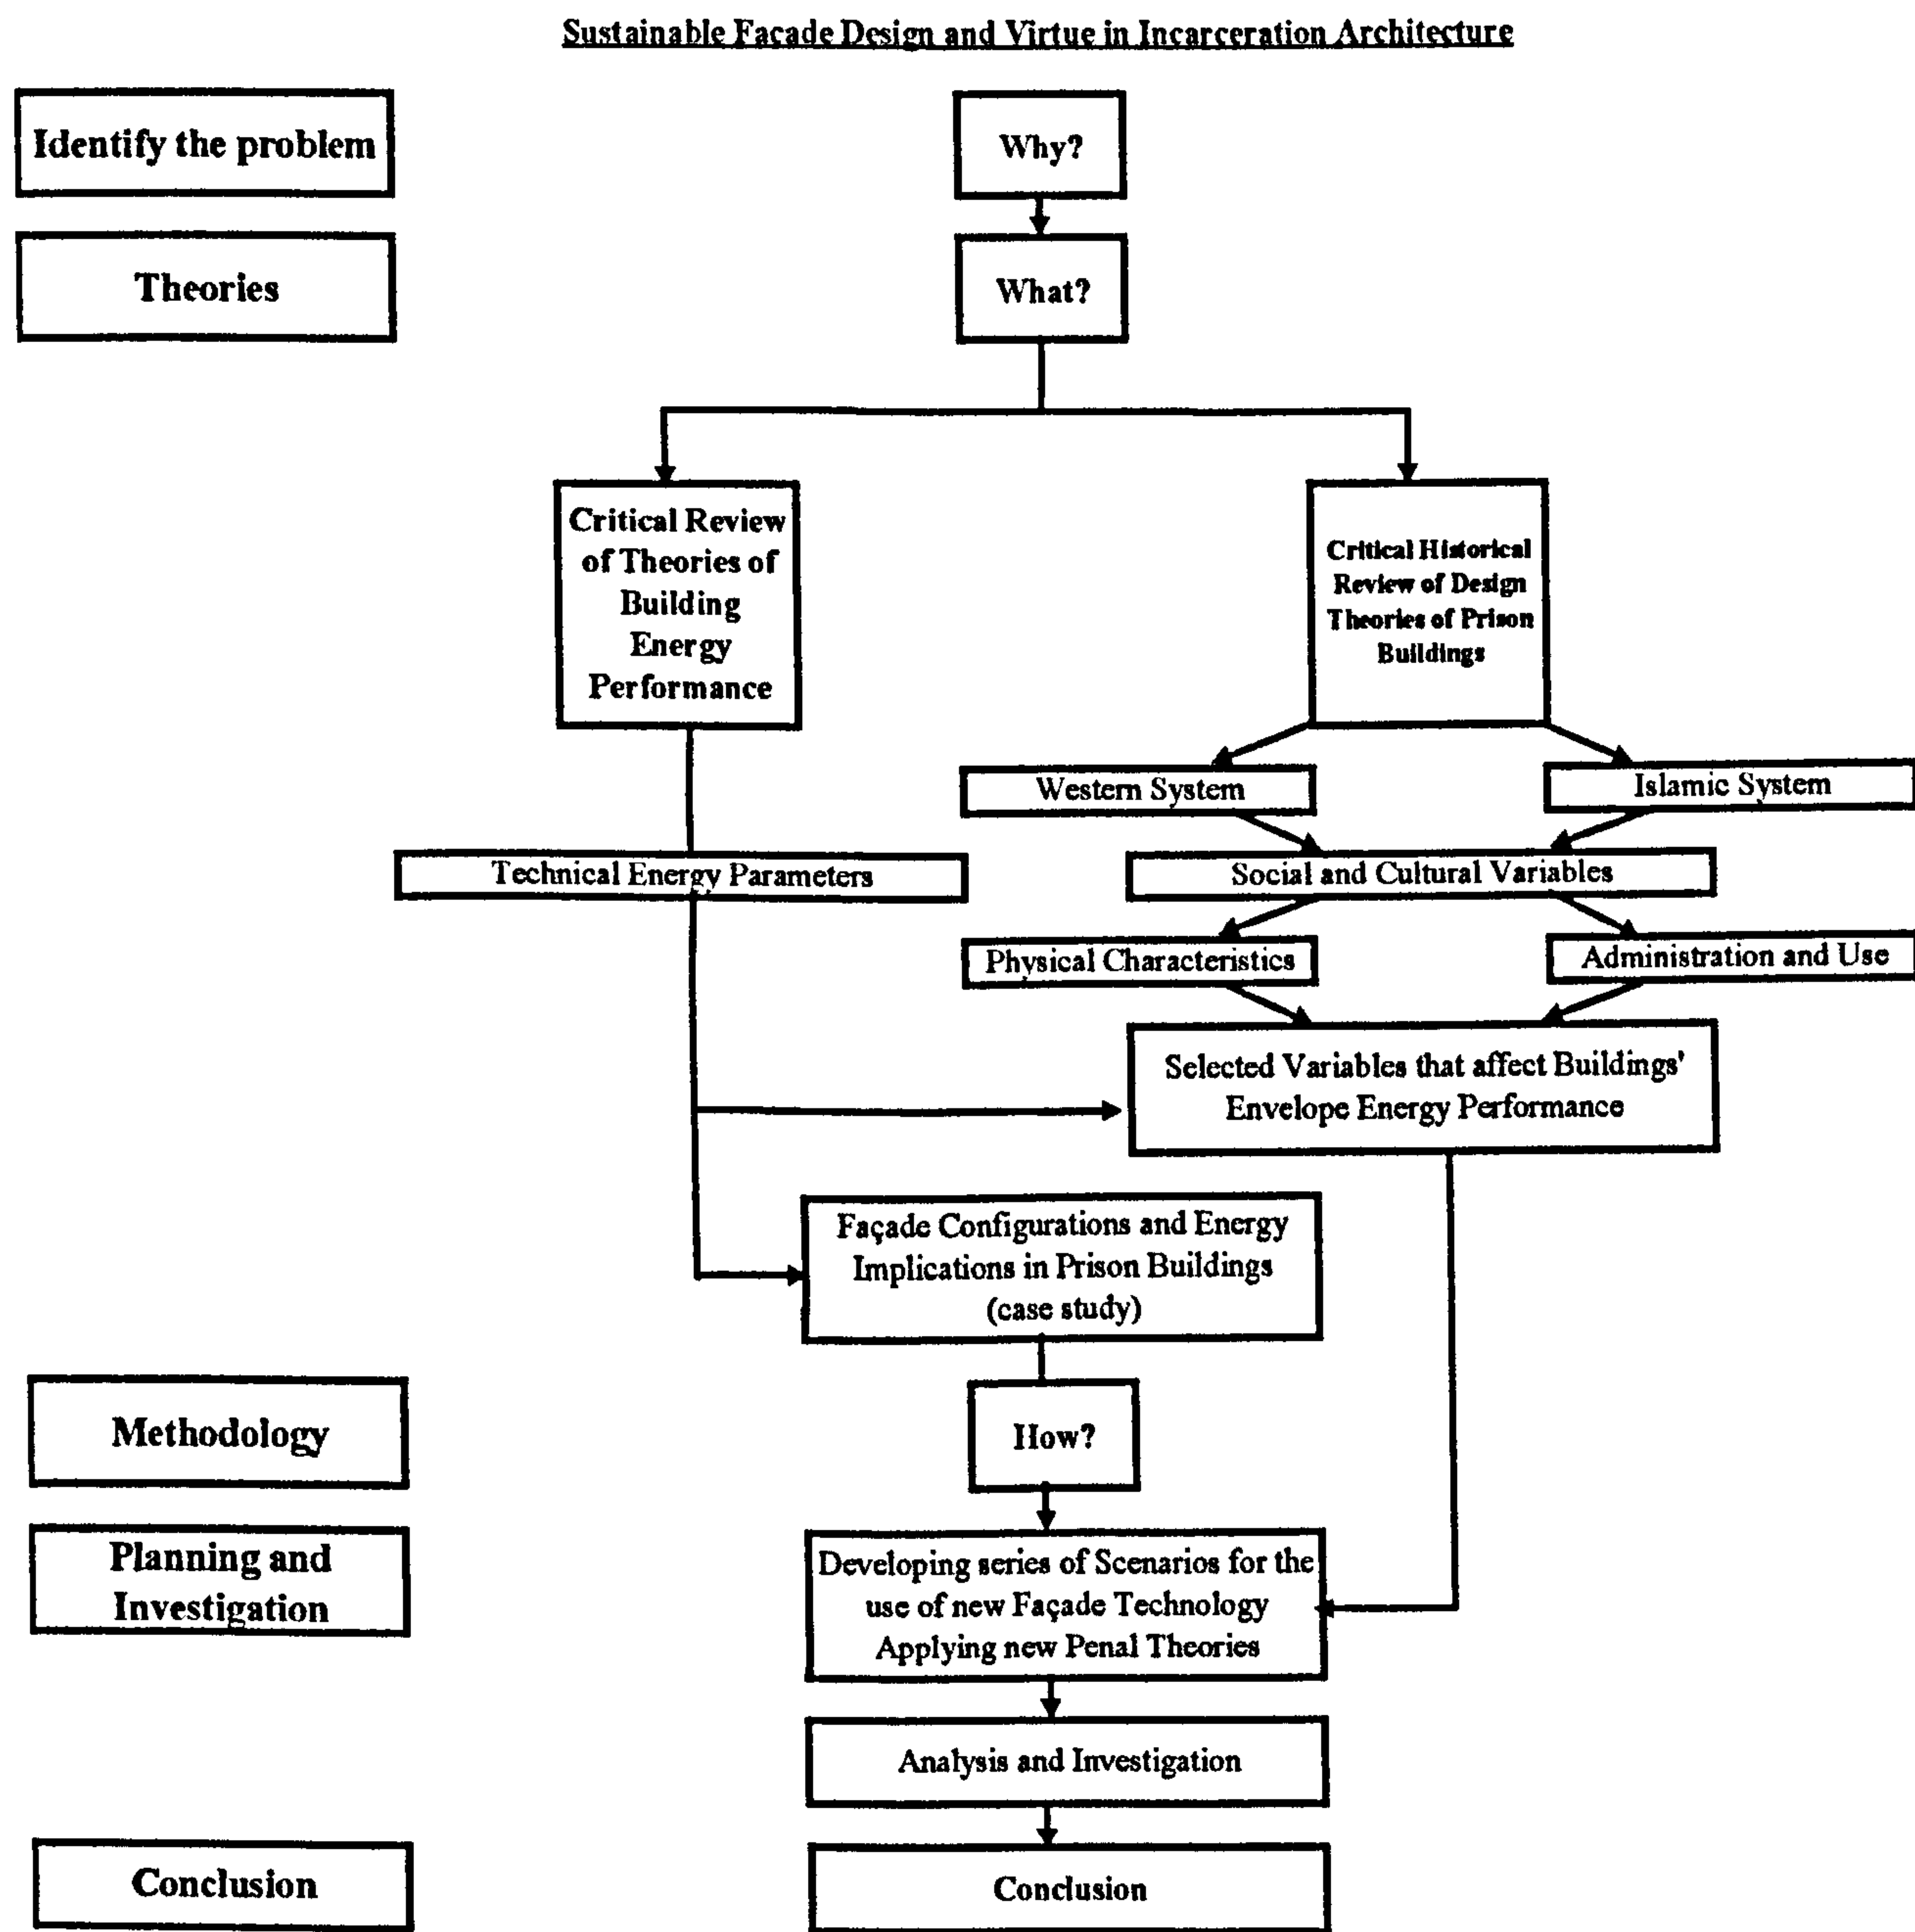 Sustainable Facade Design and Virtue in Incarceration Architecture
Identify the problem
Why?
Theories
What?
Critical Review
of Theories of
Building
Energy
Performance
Critical Historical
Review of Design
Theories of Prison
Buildings
Western System
Islamic System
Technical Energy Parameters
Social and Cultural Variables
Physical Characteristics
Administration and Use
Selected Variables that affect Buildings'
Envelope Energy Performance
Façade Configurations and Energy
Implications in Prison Buildings
(case study)
Methodology
How?
Planning and
Investigation
Developing series of Scenarios for the
use of new Façade Technology
Applying new Penal Theories
Analysis and Investigation
Conclusion
Conclusion